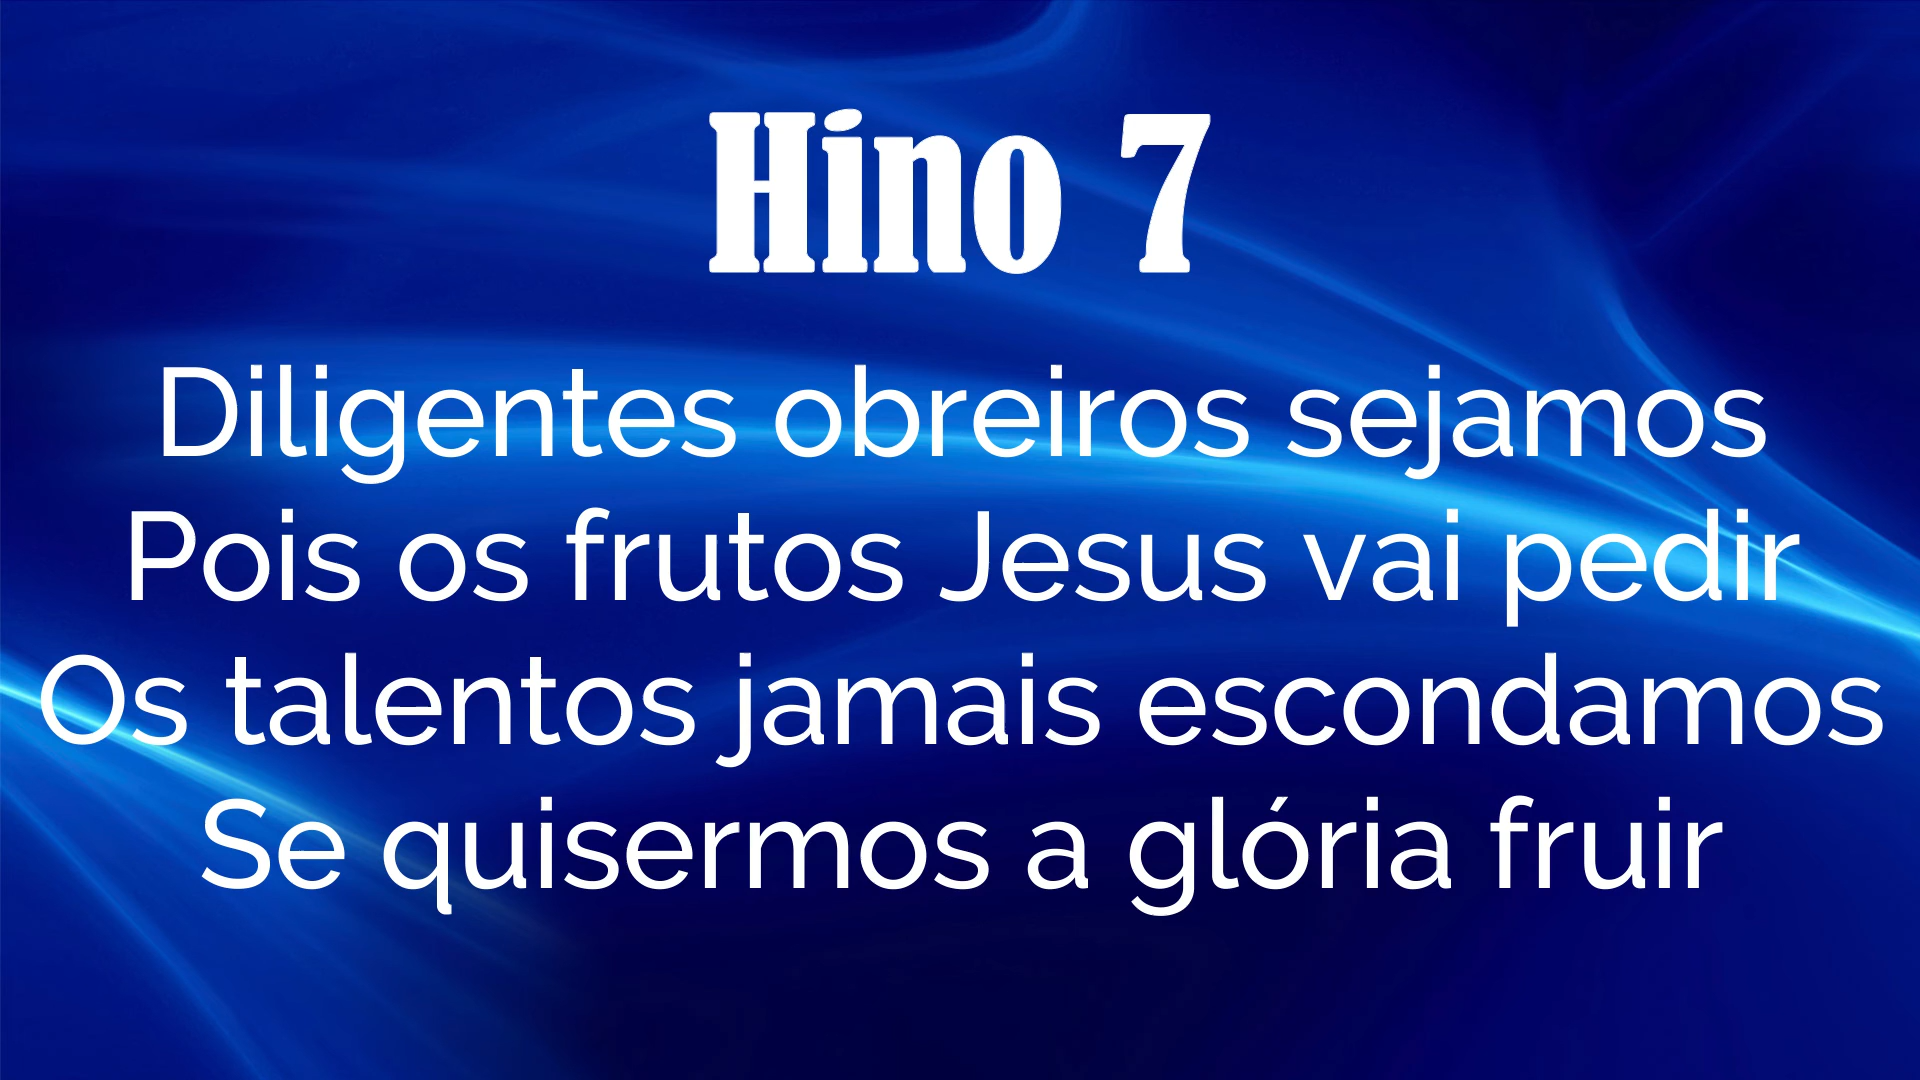 Hino 7
Diligentes obreiros sejamos
Pois os frutos Jesus vai pedir
Os talentos jamais escondamos
Se quisermos a glória fruir